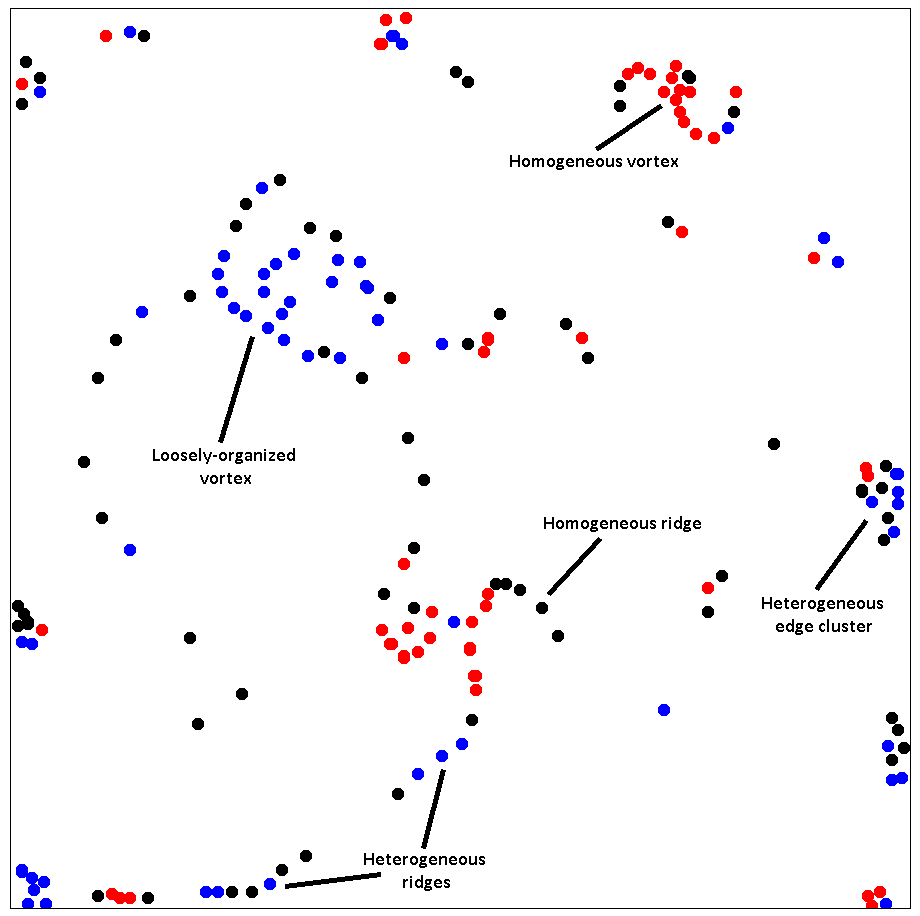 Homogeneous vortex
Loosely-organized
vortex
Homogeneous ridge
Heterogeneous
edge cluster
Heterogeneous
ridges